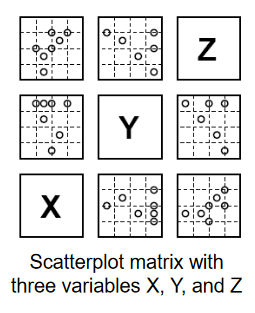 Z
Y
X
Scatterplot matrix with
three variables X, Y, and Z